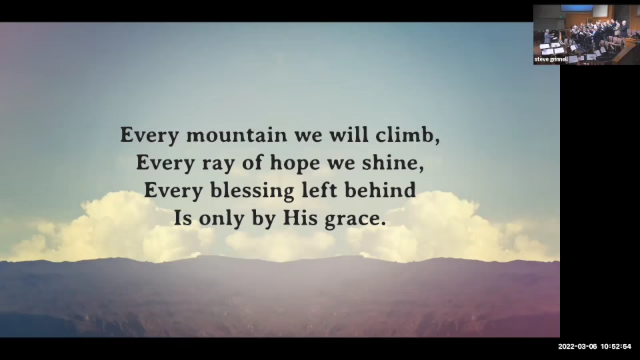 Every mountain we will climb,
Every ray of hope we shine,
Every blessing left behind
Is only by His grace.
steve grinnell
2022-03-06 10:52:54